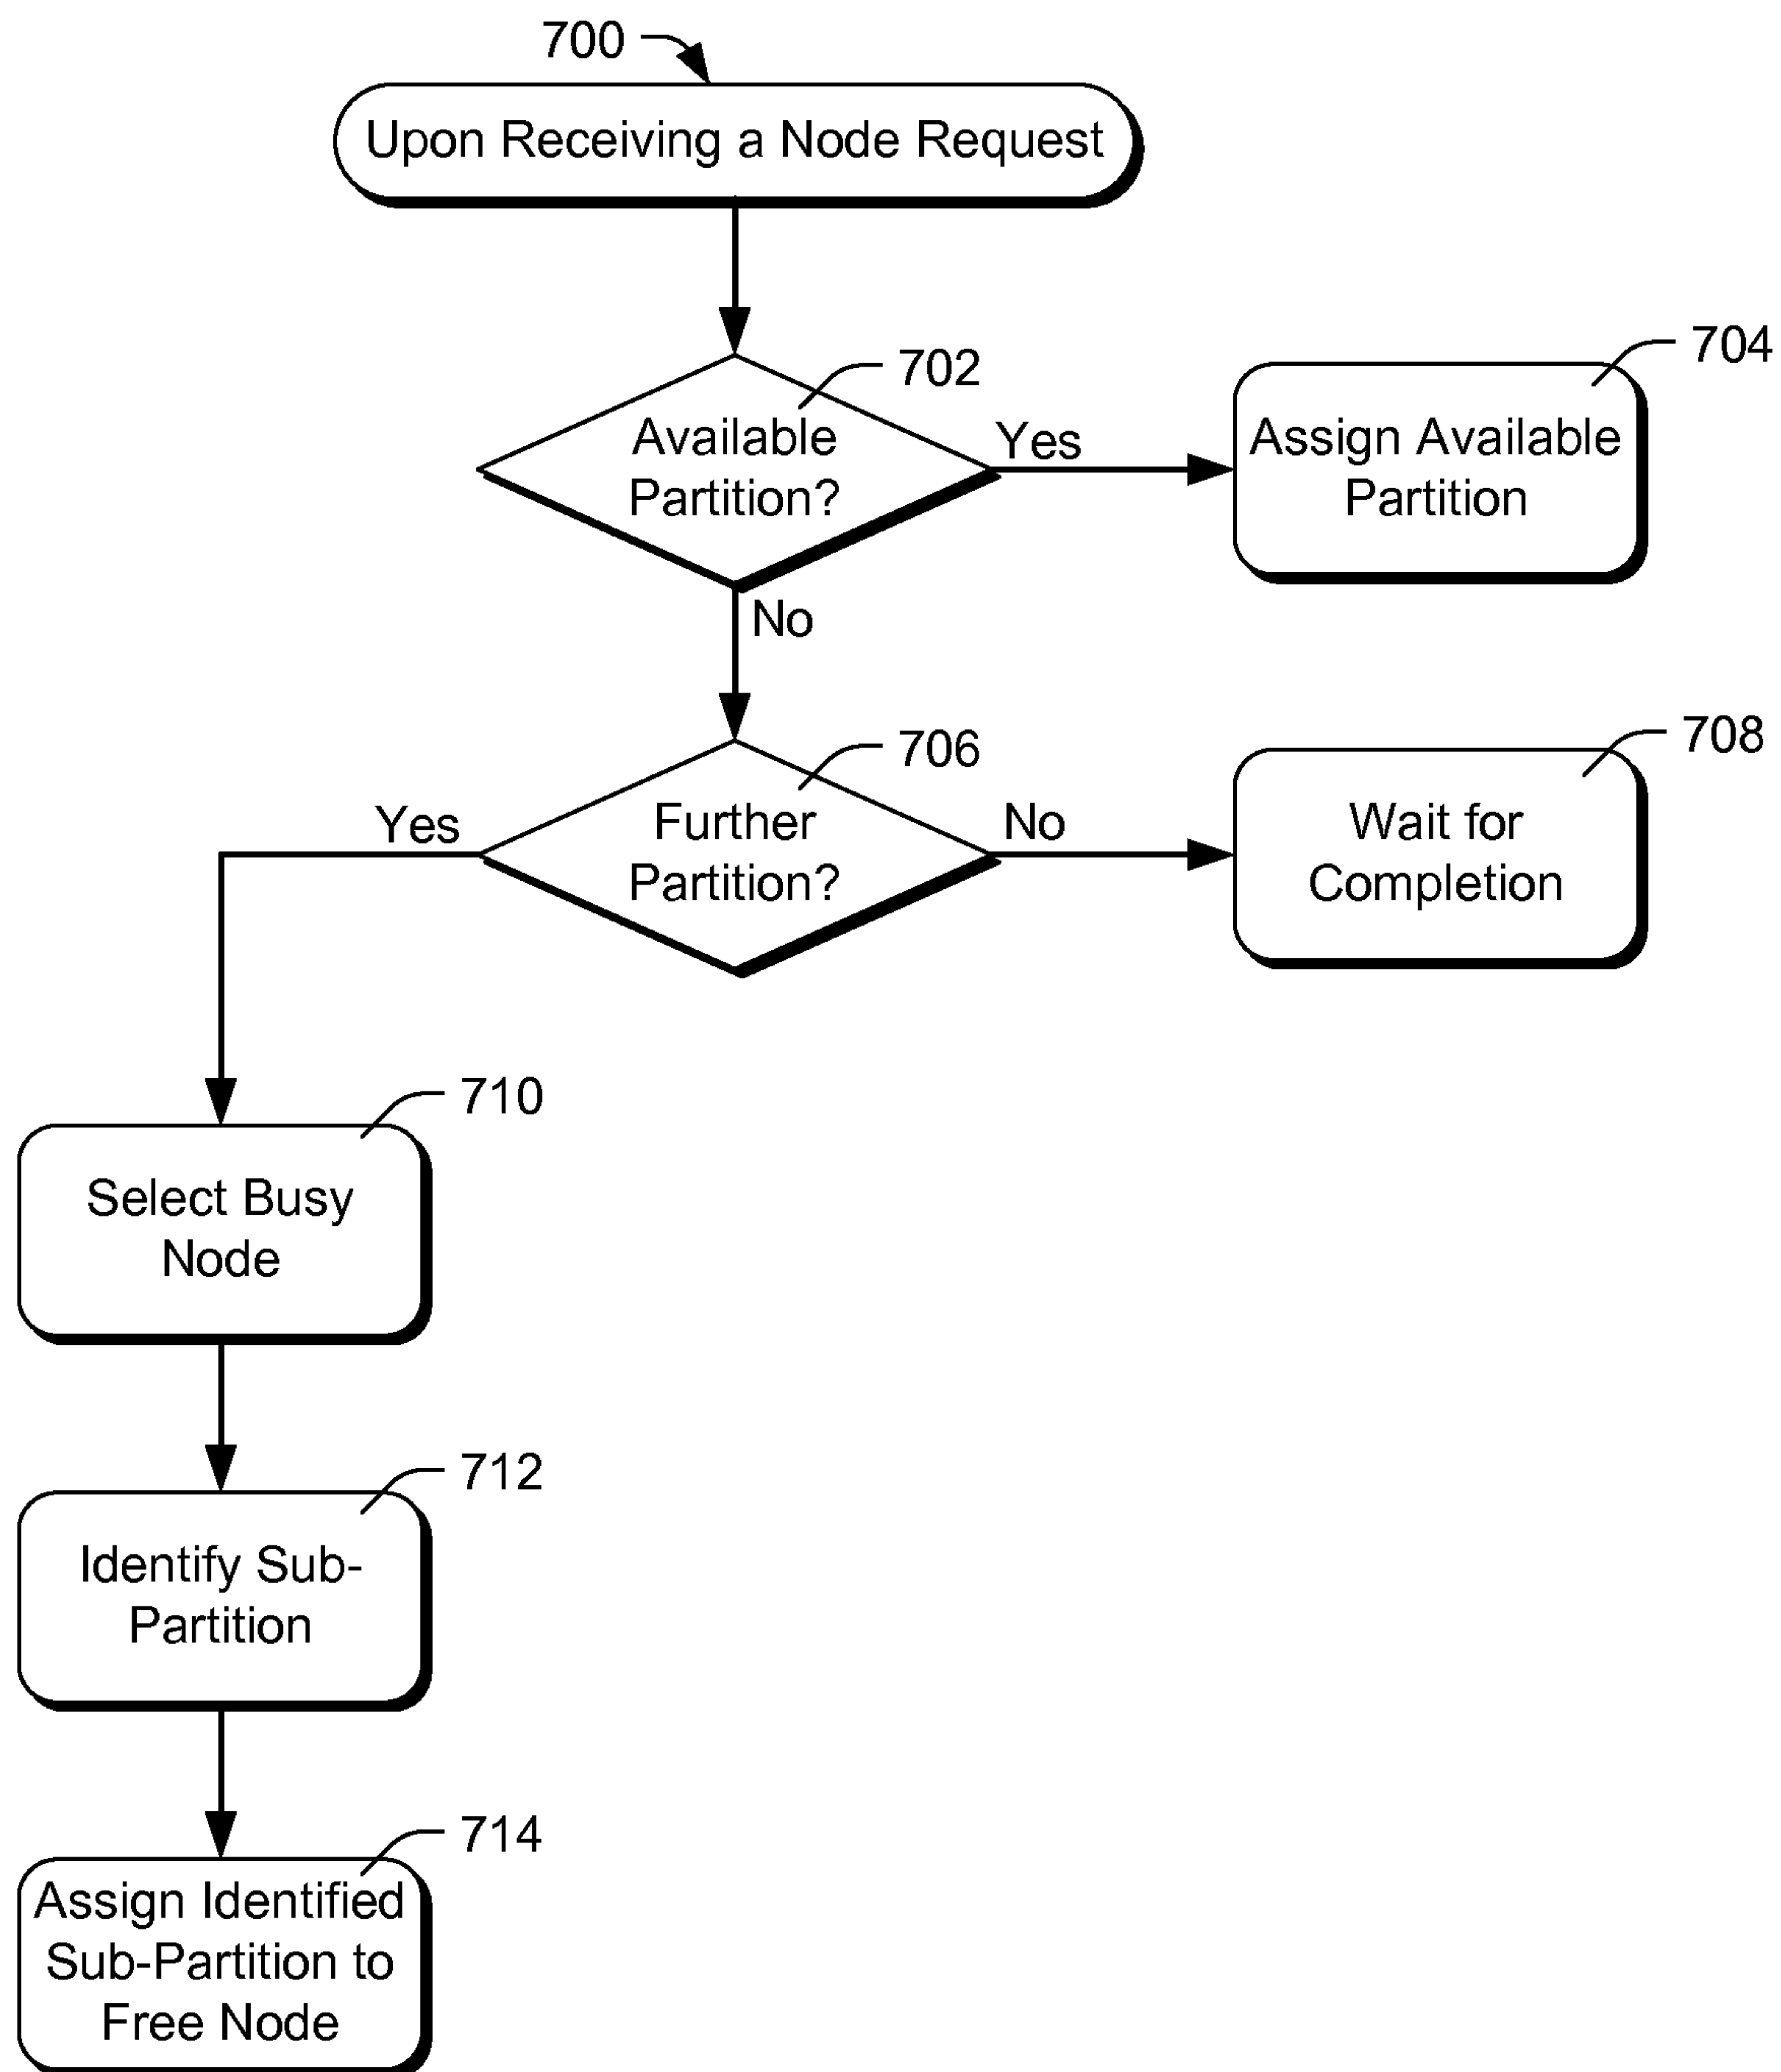 700
Upon Receiving a Node Request
702
Available
Partition?
Yes
704
Assign Available
Partition
No
706
Further
Partition?
Yes
No
708
Wait for
Completion
710
Select Busy
Node
712
Identify Sub-
Partition
714
Assign Identified
Sub-Partition to
Free Node